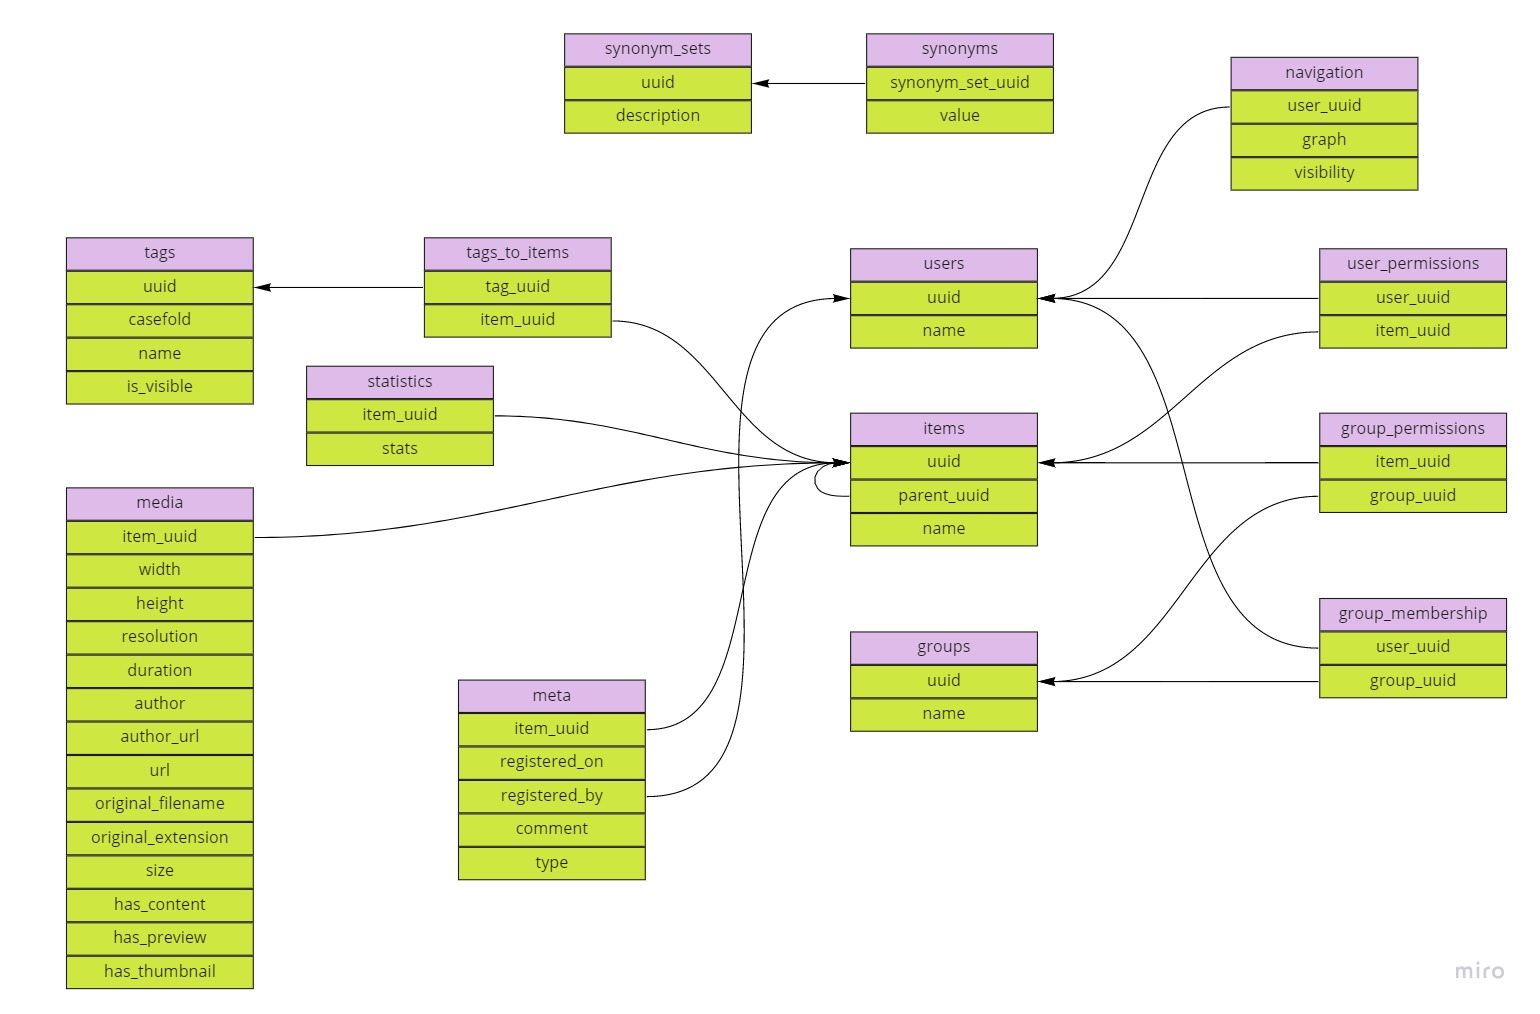 synonym_sets
uuid
description
synonyms
synonym_set_uuid
value
navigation
user_uuid
graph
visibility
tags
uuid
casefold
name
is_visible
tags_to_items
tag_uuid
item_uuid
users
uuid
name
user_permissions
user_uuid
item_uuid
statistics
item_uuid
stats
items
uuid
parent_uuid
name
group_permissions
item_uuid
group_uuid
media
item_uuid
width
height
resolution
duration
author
author_url
url
original_filename
original_extension
size
has_content
has_preview
has_thumbnail
meta
item_uuid
registered_on
registered_by
comment
type
groups
uuid
name
group_membership
user_uuid
group_uuid
miro